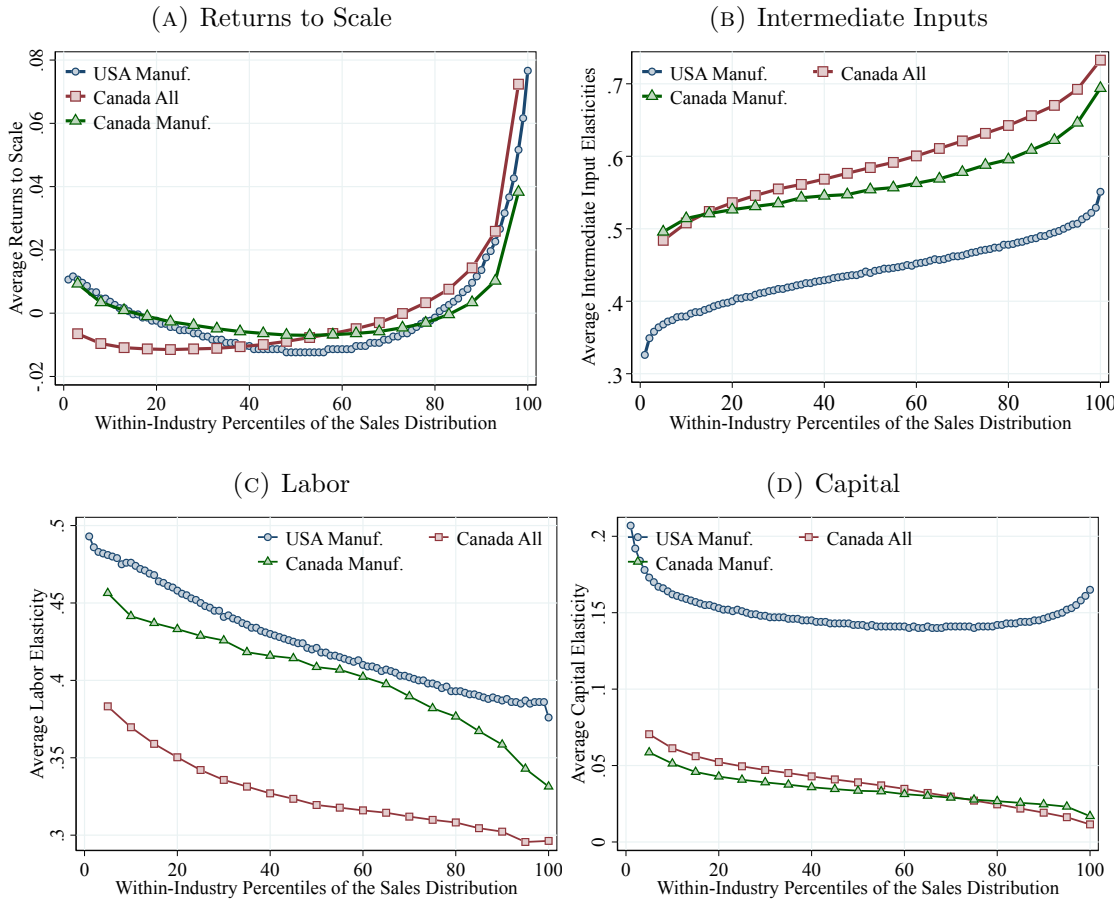 (A) Returns to Scale
Average Returns to Scale
.08
.06
.04
.02
0
-.02
USA Manuf.
Canada All
Canada Manuf.
0 20 40 60 80 100
Within-Industry Percentiles of the Sales Distribution
(B) Intermediate Inputs
Average Intermediate Input Elasticities
.7
.6
.5
.4
.3
USA Manuf. Canada All
Canada Manuf.
0 20 40 60 80 100
Within-Industry Percentiles of the Sales Distribution
(C) Labor
Average Labor Elasticity
.5
.45
.4
.35
.3
USA Manuf. Canada All
Canada Manuf.
0 20 40 60 80 100
Within-Industry Percentiles of the Sales Distribution
(D) Capital
Average Capital Elasticity
.2
.15
.1
.05
0
USA Manuf. Canada All
Canada Manuf.
0 20 40 60 80 100
Within-Industry Percentiles of the Sales Distribution